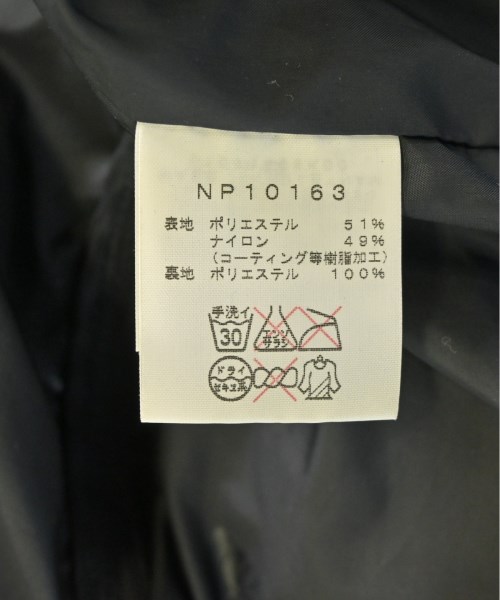 NP10163
表地 ポリエステル 51%
ナイロン 49%
(コーティング等樹脂加工)
裏地 ポリエステル 100%
手洗イ
30
エンソ
サラシ
ドライ
セキユ系